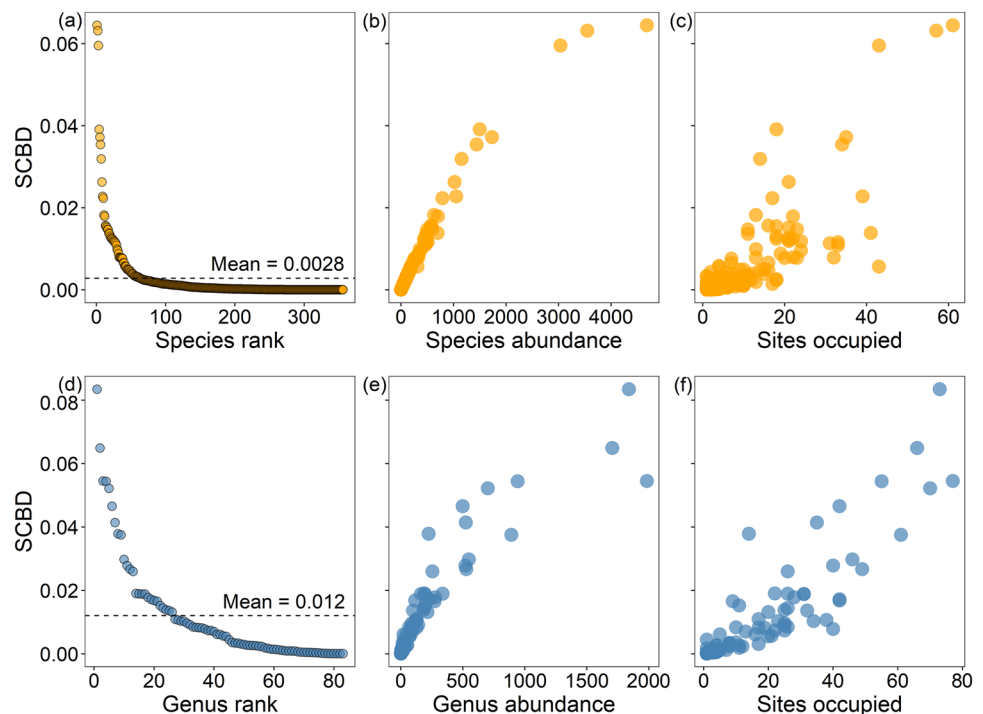 (a) (b) (c)
SCBD
0.06
0.04
0.02
0.00
Mean = 0.0028
0 100 200 300
0 1000 2000 3000 4000
0 20 40 60
Species rank
Species abundance
Sites occupied
(d) (e) (f)
SCBD
0.08
0.06
0.04
0.02
0.00
Mean = 0.012
0 20 40 60 80
0 500 1000 1500 2000
0 20 40 60 80
Genus rank
Genus abundance
Sites occupied